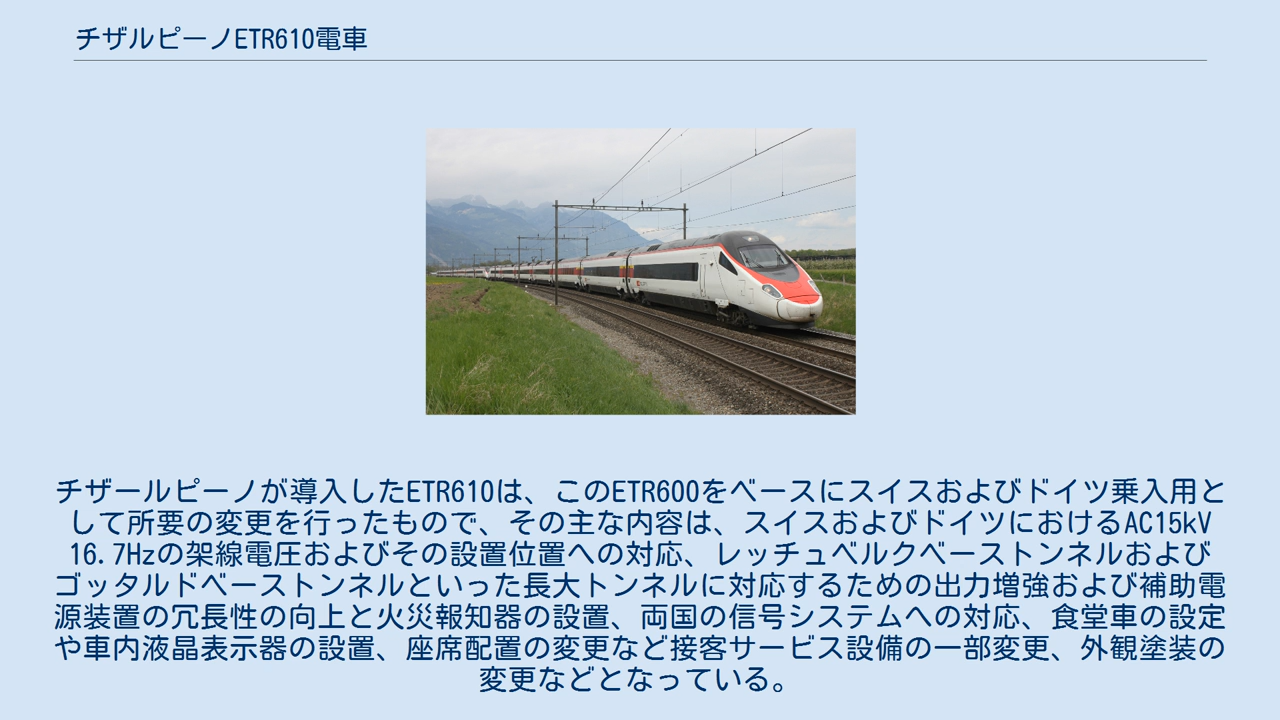 チザルピーノETR610電車
チザールピーノが導入したETR610は、このETR600をベースにスイスおよびドイツ乗入用と
して所要の変更を行ったもので、その主な内容は、スイスおよびドイツにおけるAC15kV
16.7Hzの架線電圧およびその設置位置への対応、レッチュベルクベーストンネルおよび
ゴッタルドベーストンネルといった長大トンネルに対応するための出力増強および補助電
源装置の冗長性の向上と火災報知器の設置、両国の信号システムへの対応、食堂車の設定
や車内液晶表示器の設置、座席配置の変更など接客サービス設備の一部変更、外観塗装の
変更などとなっている。